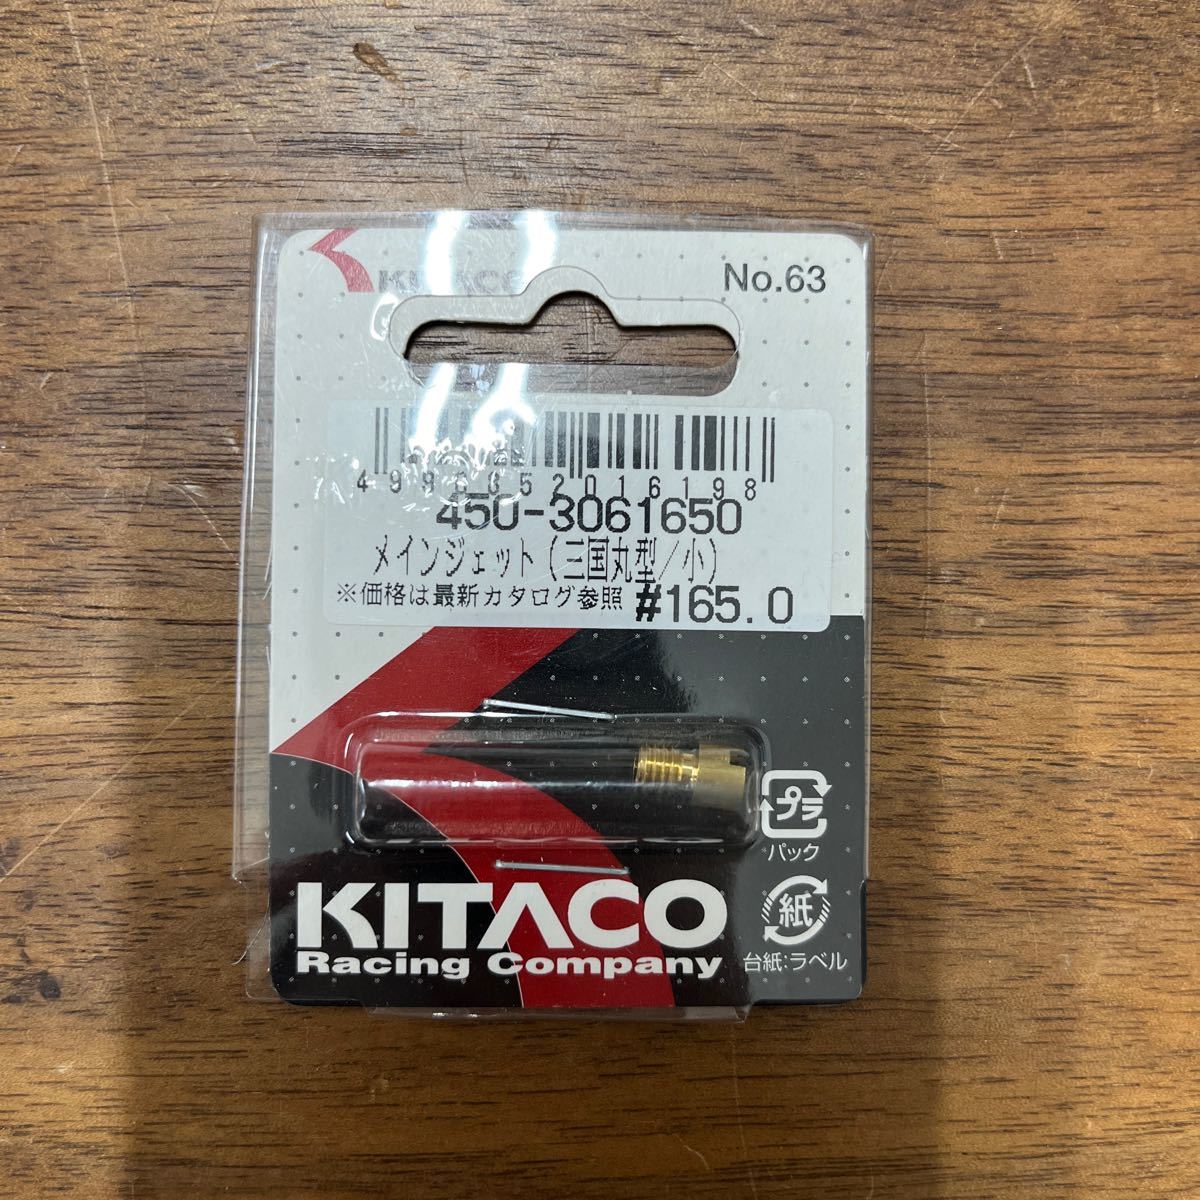 KITACO
No.63
4996652016198
450-3061650
メインジェット(三国丸型/小)
※価格は最新カタログ参照 #165.0
プラ
パック
紙
台紙:ラベル
KITACO
Racing Company